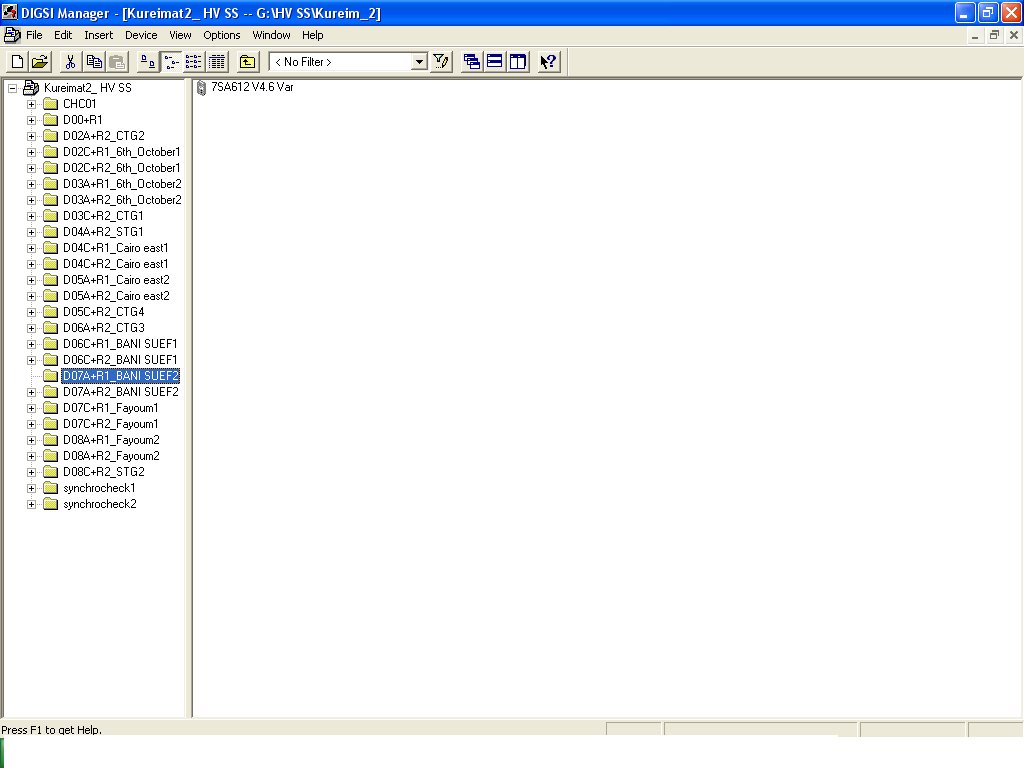 DIGSI Manager - [Kureimat2_ HV SS -- G:\HV SS\Kureim_2]
File Edit Insert Device View Options Window Help
< No Filter >
Kureimat2_ HV SS
CHC01
D00+R1
D02A+R2_CTG2
D02C+R1_6th_October1
D02C+R2_6th_October1
D03A+R1_6th_October2
D03A+R2_6th_October2
D03C+R2_CTG1
D04A+R2_STG1
D04C+R1_Cairo east1
D04C+R2_Cairo east1
D05A+R1_Cairo east2
D05A+R2_Cairo east2
D05C+R2_CTG4
D06A+R2_CTG3
D06C+R1_BANI SUEF1
D06C+R2_BANI SUEF1
D07A+R1_BANI SUEF2
D07A+R2_BANI SUEF2
D07C+R1_Fayoum1
D07C+R2_Fayoum1
D08A+R1_Fayoum2
D08A+R2_Fayoum2
D08C+R2_STG2
synchrocheck1
synchrocheck2
7SA612 V4.6 Var
Press F1 to get Help.